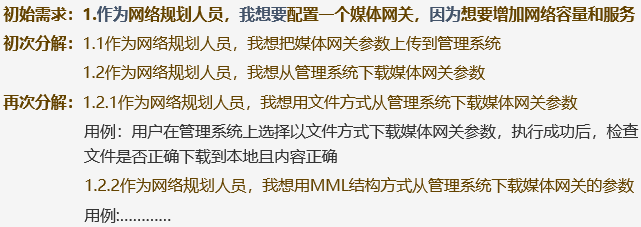 初始需求：1.作为网络规划人员，我想要配置一个媒体网关，因为想要增加网络容量和服务
初次分解：1.1作为网络规划人员，我想把媒体网关参数上传到管理系统
1.2作为网络规划人员，我想从管理系统下载媒体网关参数
再次分解：1.2.1作为网络规划人员，我想用文件方式从管理系统下载媒体网关参数
用例：用户在管理系统上选择以文件方式下载媒体网关参数，执行成功后，检查
文件是否正确下载到本地且内容正确
1.2.2作为网络规划人员，我想用MML结构方式从管理系统下载媒体网关的参数
用例:…………